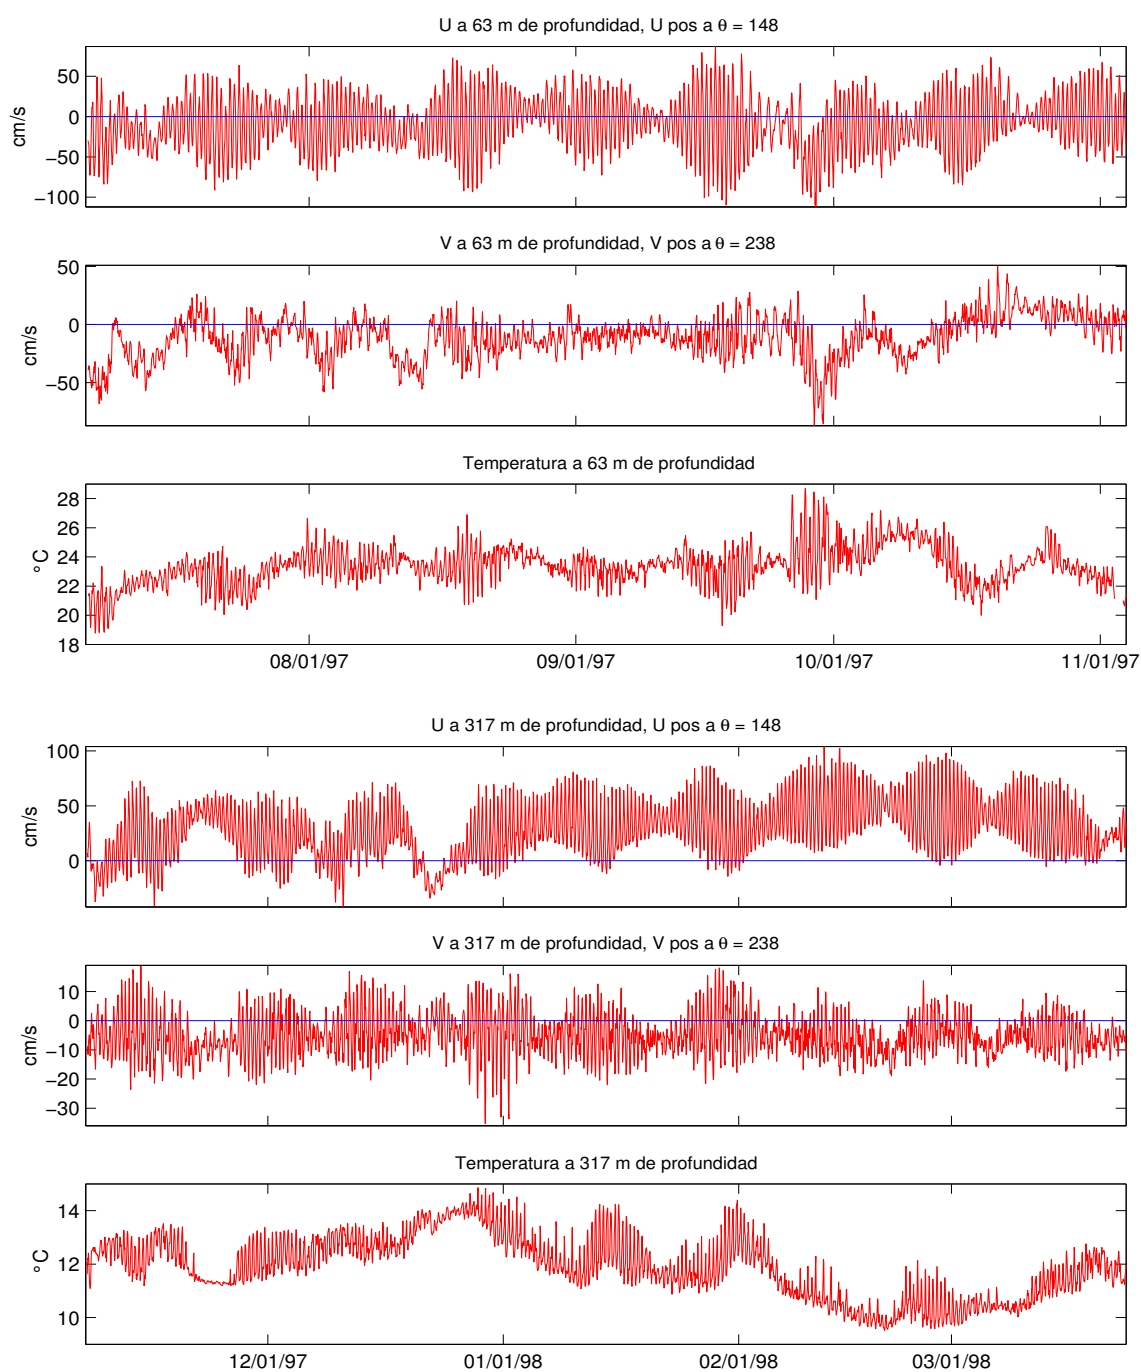 U a 63 m de profundidad, U pos a θ = 148
50
0
−50
−100
cm/s
V a 63 m de profundidad, V pos a θ = 238
50
0
−50
cm/s
Temperatura a 63 m de profundidad
28
26
24
22
20
18
°C
08/01/97 09/01/97 10/01/97 11/01/97
U a 317 m de profundidad, U pos a θ = 148
100
50
0
cm/s
V a 317 m de profundidad, V pos a θ = 238
10
0
−10
−20
−30
cm/s
Temperatura a 317 m de profundidad
14
12
10
°C
12/01/97 01/01/98 02/01/98 03/01/98